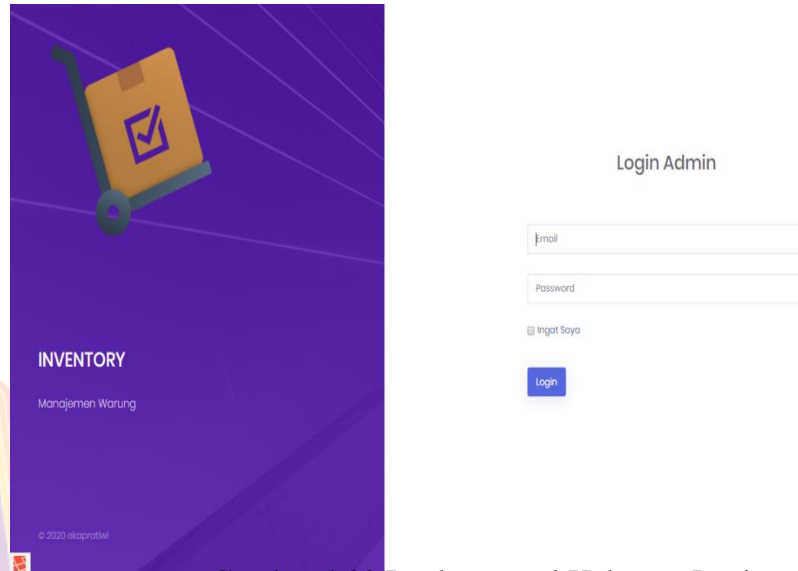 INVENTORY
Manajemen Warung
© 2020 ekapratiwi
Login Admin
Email
Password
Ingat Saya
Login